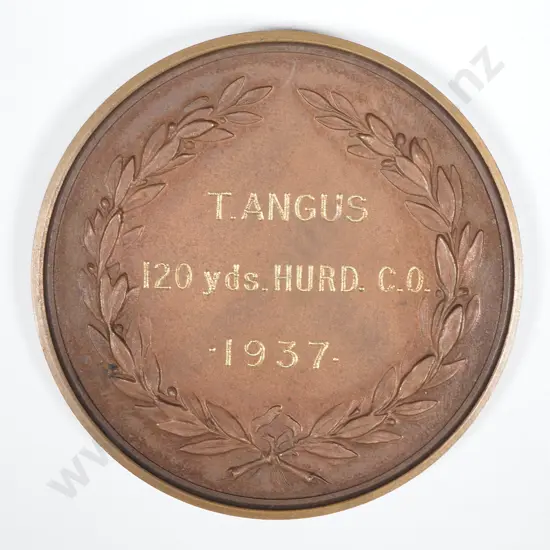 T. ANGUS
120 yds. HURD. C.O.
·1937·